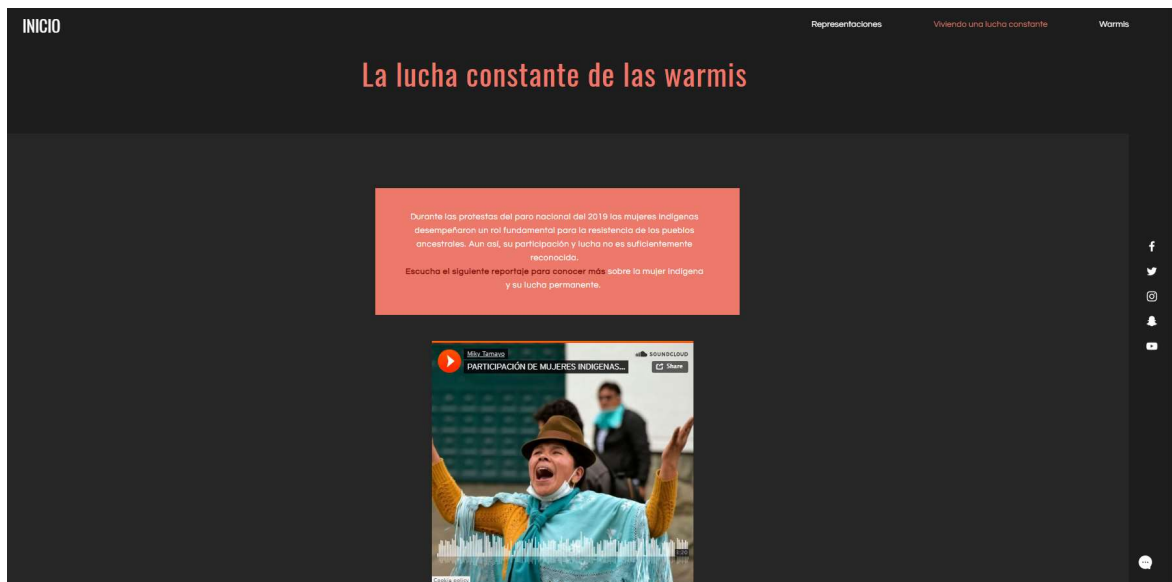 INICIO
Representaciones
Viviendo una lucha constante
Warmis
La lucha constante de las warmis
Durante las protestas del paro nacional del 2019 las mujeres indígenas
desempeñaron un rol fundamental para la resistencia de los pueblos
ancestrales. Aun así, su participación y lucha no es suficientemente
reconocida.
Escucha el siguiente reportaje para conocer más sobre la mujer indígena
y su lucha permanente.
Miky Tamayo
SOUNDCLOUD
PARTICIPACIÓN DE MUJERES INDIGENAS...
Share
Cookie policy